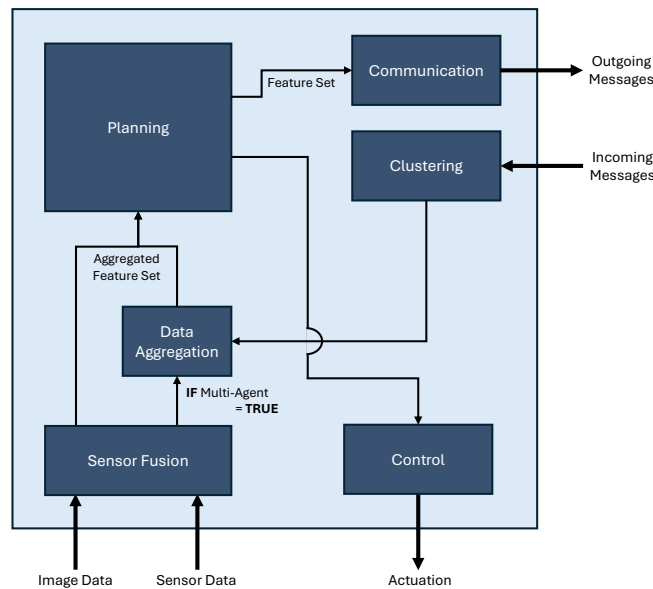 Planning
Communication
Outgoing
Messages
Feature Set
Clustering
Incoming
Messages
Aggregated
Feature Set
Data
Aggregation
IF Multi-Agent
= TRUE
Sensor Fusion
Control
Image Data
Sensor Data
Actuation